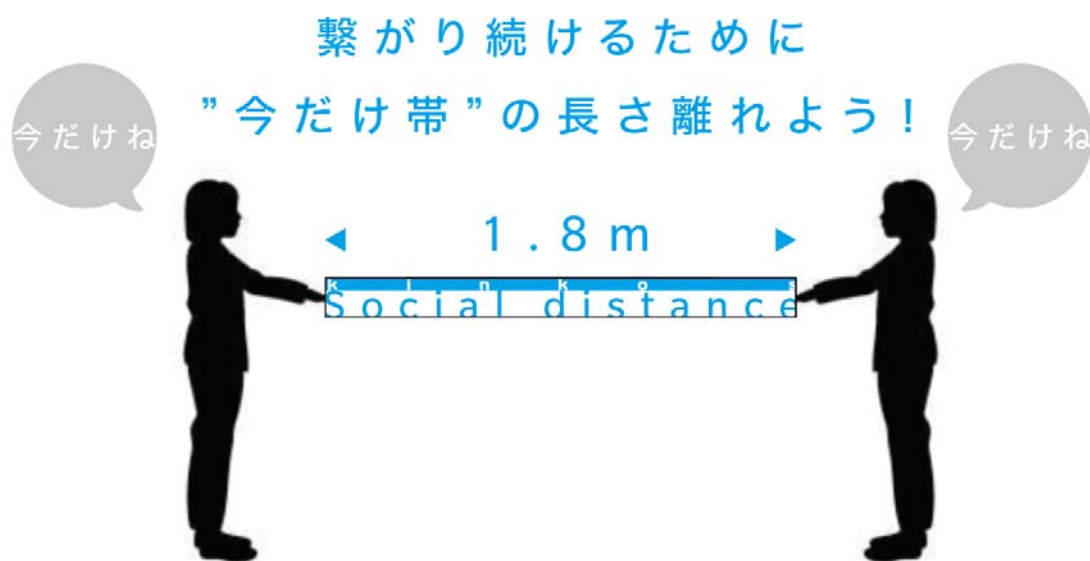 繋がり続けるために
”今だけ帯”の長さ離れよう！
今だけね
今だけね
1.8m
kinkos
Social distance